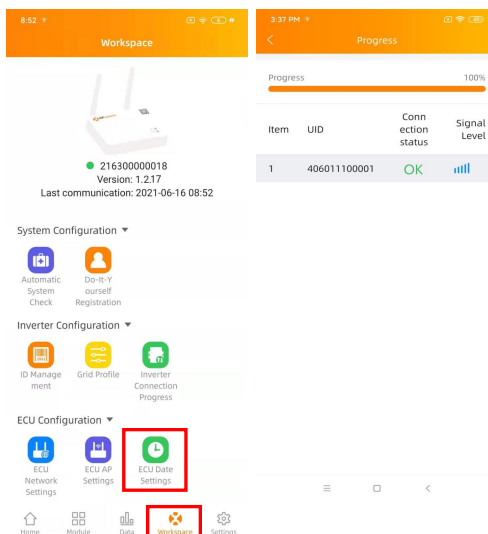 8:52
Workspace
216300000018
Version: 1.2.17
Last communication: 2021-06-16 08:52
System Configuration
Automatic
System
Check
Do-It-Y
ourself
Registration
Inverter Configuration
ID Manage
ment
Grid Profile
Inverter
Connection
Progress
ECU Configuration
ECU
Network
Settings
ECU AP
Settings
ECU Date
Settings
Home
Module
Data
Workspace
Settings
3:37 PM
Progress
Progress
100%
Item
UID
Conn
ection
status
Signal
Level
1
406011100001
OK